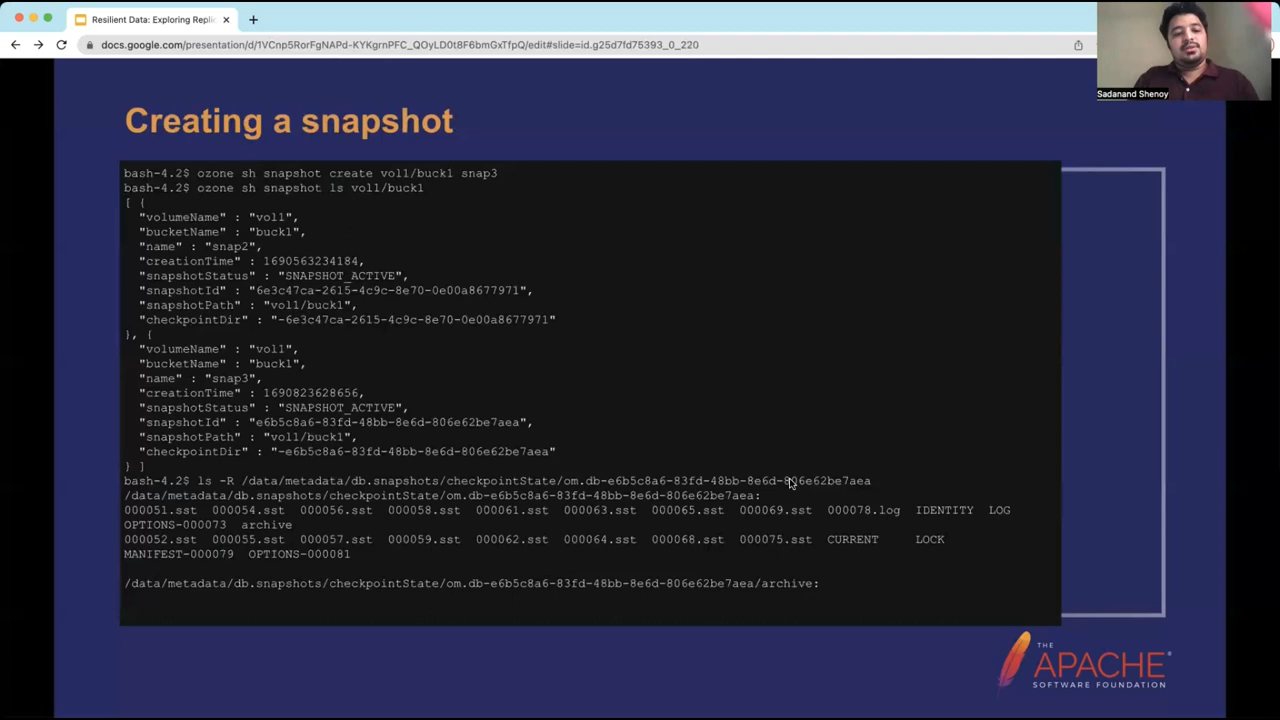 Resilient Data: Exploring Repli
docs.google.com/presentation/d/1VCnp5RorFgNAPd-KYKgrnPFC_QOyLD0t8F6bmGxTfpQ/edit#slide=id.g25d7fd75393_0_220
Sadanand Shenoy
Creating a snapshot
bash-4.2$ ozone sh snapshot create vol1/buck1 snap3
bash-4.2$ ozone sh snapshot ls vol1/buck1
[ {
"volumeName" : "vol1",
"bucketName" : "buck1",
"name" : "snap2",
"creationTime" : 1690563234184,
"snapshotStatus" : "SNAPSHOT_ACTIVE",
"snapshotId" : "6e3c47ca-2615-4c9c-8e70-0e00a8677971",
"snapshotPath" : "vol1/buck1",
"checkpointDir" : "-6e3c47ca-2615-4c9c-8e70-0e00a8677971"
}, {
"volumeName" : "vol1",
"bucketName" : "buck1",
"name" : "snap3",
"creationTime" : 1690823628656,
"snapshotStatus" : "SNAPSHOT_ACTIVE",
"snapshotId" : "e6b5c8a6-83fd-48bb-8e6d-806e62be7aea",
"snapshotPath" : "vol1/buck1",
"checkpointDir" : "-e6b5c8a6-83fd-48bb-8e6d-806e62be7aea"
} ]
bash-4.2$ ls -R /data/metadata/db.snapshots/checkpointState/om.db-e6b5c8a6-83fd-48bb-8e6d-806e62be7aea
/data/metadata/db.snapshots/checkpointState/om.db-e6b5c8a6-83fd-48bb-8e6d-806e62be7aea:
000051.sst 000054.sst 000056.sst 000058.sst 000061.sst 000063.sst 000065.sst 000069.sst 000078.log IDENTITY LOG
OPTIONS-000073 archive
000052.sst 000055.sst 000057.sst 000059.sst 000062.sst 000064.sst 000068.sst 000075.sst CURRENT LOCK
MANIFEST-000079 OPTIONS-000081
/data/metadata/db.snapshots/checkpointState/om.db-e6b5c8a6-83fd-48bb-8e6d-806e62be7aea/archive:
THE
APACHE®
SOFTWARE FOUNDATION